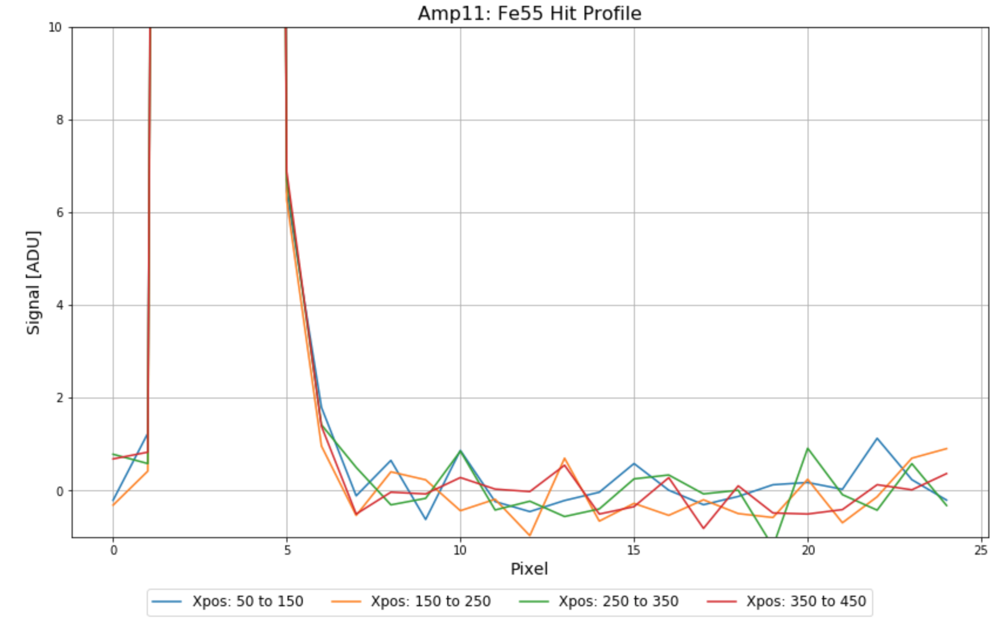 Amp11: Fe55 Hit Profile
10
8
6
4
2
0
Signal [ADU]
0 5 10 15 20 25
Pixel
Xpos: 50 to 150 Xpos: 150 to 250 Xpos: 250 to 350 Xpos: 350 to 450